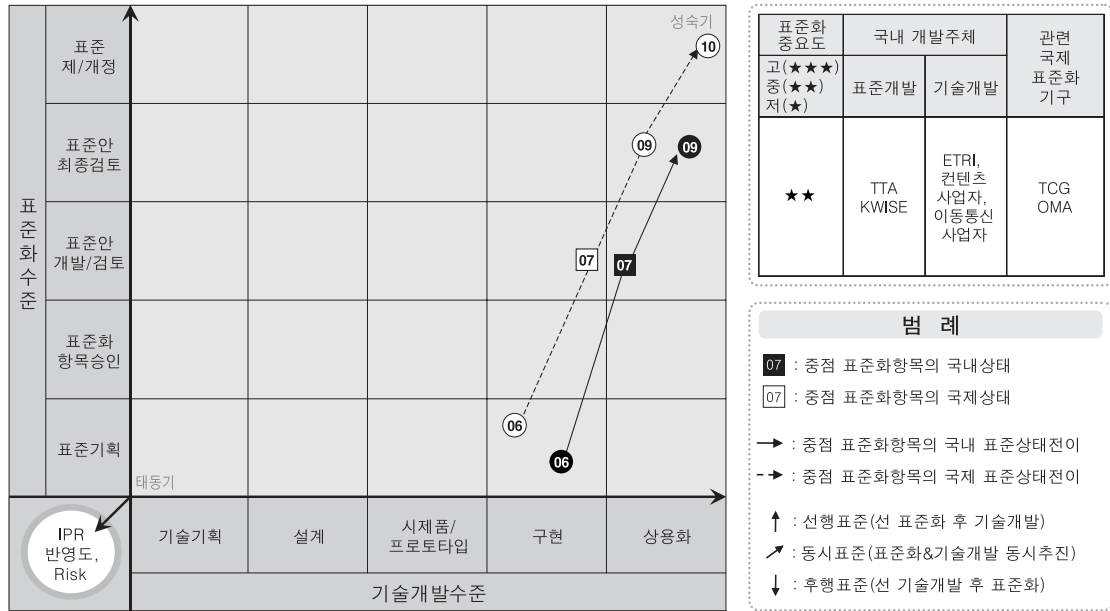 성숙기
표준
제/개정
10
표준안
최종검토
09
09
표준화수준
표준안
개발/검토
07
07
표준화
항목승인
표준기획
06
06
태동기
IPR
반영도,
Risk
기술기획
설계
시제품/
프로토타입
구현
상용화
기술개발수준
표준화
중요도
국내 개발주체
관련
국제
표준화
기구
고(★★★)
중(★★)
저(★)
표준개발
기술개발
★★
TTA
KWISE
ETRI,
컨텐츠
사업자,
이동통신
사업자
TCG
OMA
범 례
07 : 중점 표준화항목의 국내상태
07 : 중점 표준화항목의 국제상태
: 중점 표준화항목의 국내 표준상태전이
: 중점 표준화항목의 국제 표준상태전이
: 선행표준(선 표준화 후 기술개발)
: 동시표준(표준화&기술개발 동시추진)
: 후행표준(선 기술개발 후 표준화)